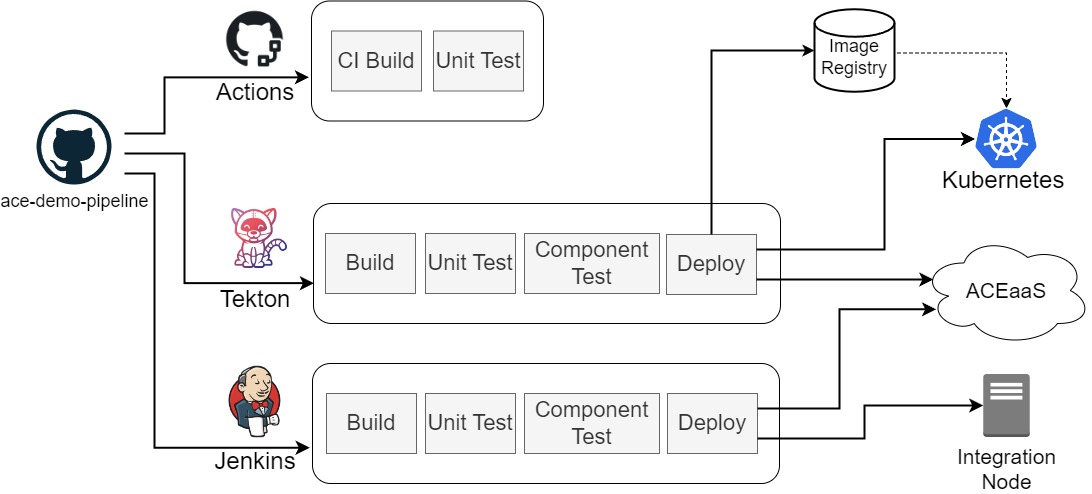 CI Build
Unit Test
Actions
Image
Registry
ace-demo-pipeline
Kubernetes
Build
Unit Test
Component
Test
Deploy
Tekton
ACEaaS
Build
Unit Test
Component
Test
Deploy
Jenkins
Integration
Node